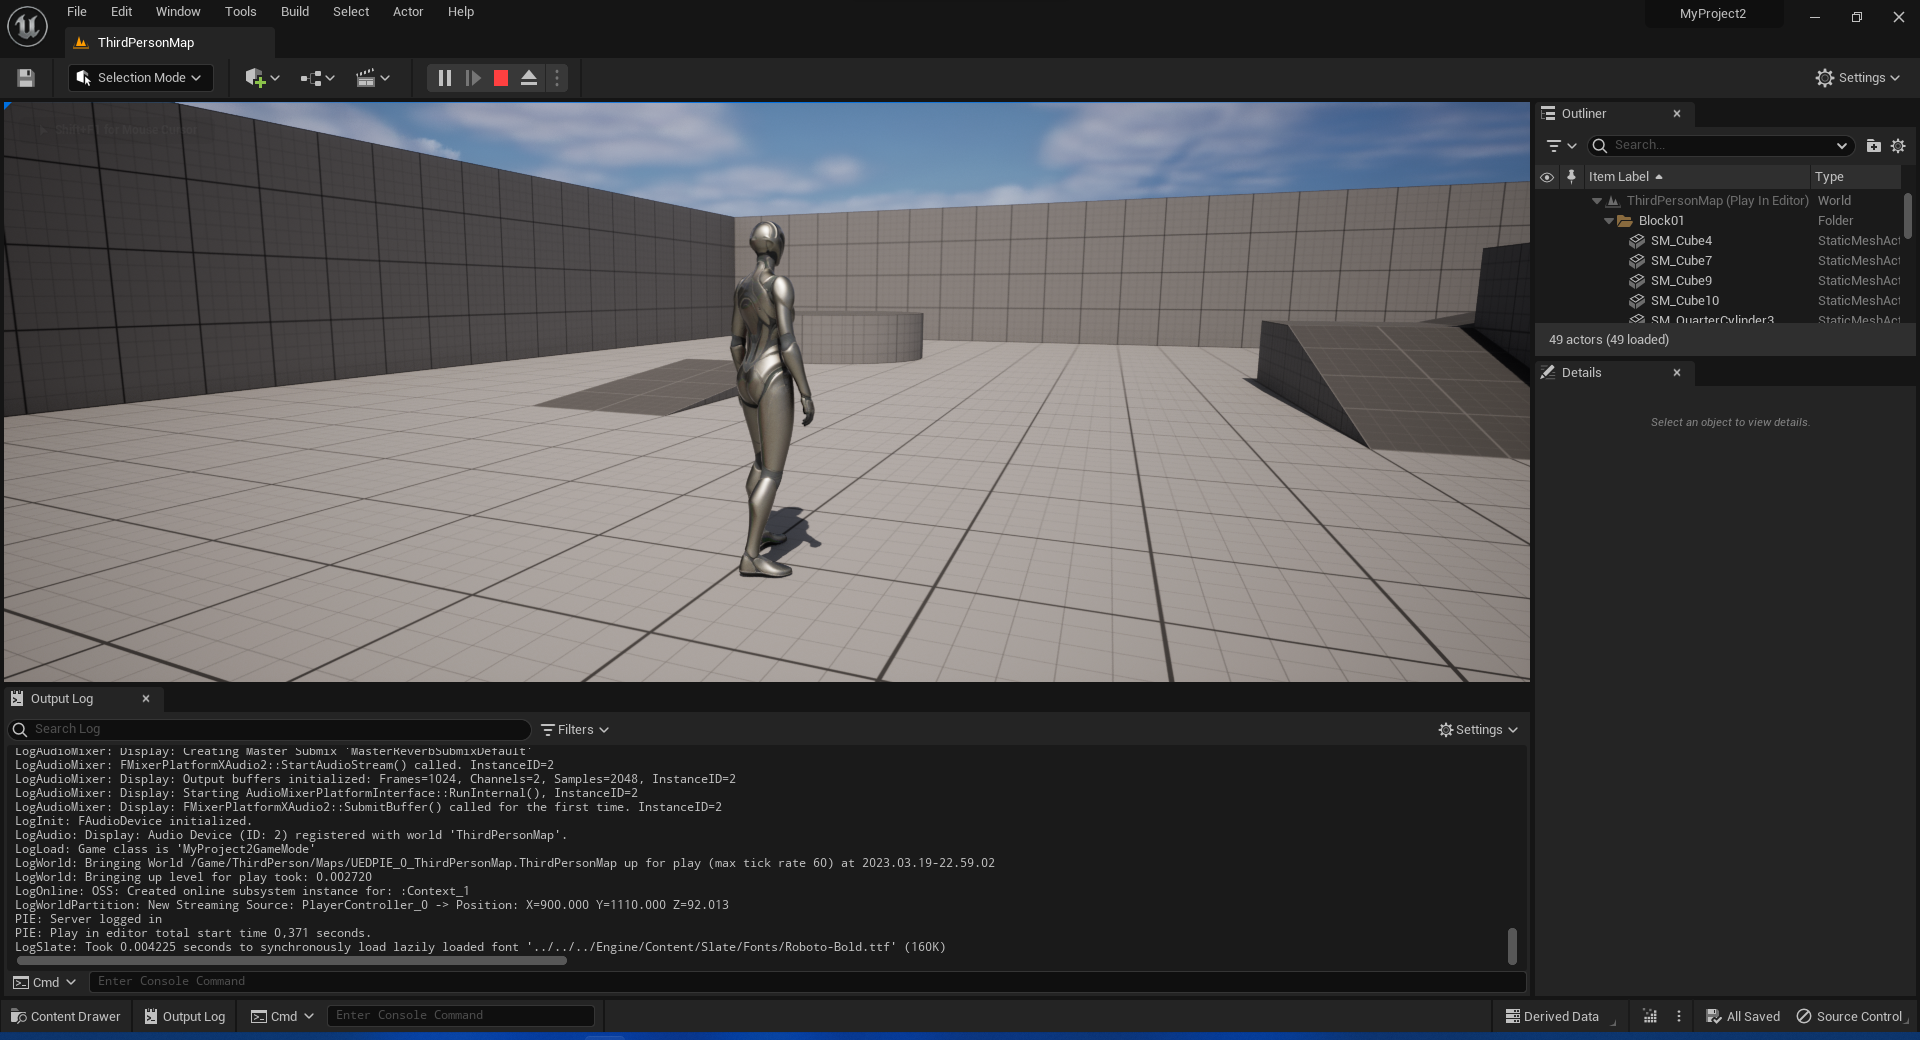 File Edit Window Tools Build Select Actor Help
MyProject2
ThirdPersonMap
Selection Mode
Settings
Shift+F1 for Mouse Cursor
Outliner
Search...
Item Label Type
ThirdPersonMap (Play In Editor) World
Block01 Folder
SM_Cube4 StaticMeshAct
SM_Cube7 StaticMeshAct
SM_Cube9 StaticMeshAct
SM_Cube10 StaticMeshAct
SM_QuarterCylinder3 StaticMeshAct
49 actors (49 loaded)
Details
Select an object to view details.
Output Log
Search Log
Filters
Settings
LogAudioMixer: Display: Creating Master Submix 'MasterReverbSubmixDefault'
LogAudioMixer: FMixerPlatformXAudio2::StartAudioStream() called. InstanceID=2
LogAudioMixer: Display: Output buffers initialized: Frames=1024, Channels=2, Samples=2048, InstanceID=2
LogAudioMixer: Display: Starting AudioMixerPlatformInterface::RunInternal(), InstanceID=2
LogAudioMixer: Display: FMixerPlatformXAudio2::SubmitBuffer() called for the first time. InstanceID=2
LogInit: FAudioDevice initialized.
LogAudio: Display: Audio Device (ID: 2) registered with world 'ThirdPersonMap'.
LogLoad: Game class is 'MyProject2GameMode'
LogWorld: Bringing World /Game/ThirdPerson/Maps/UEDPIE_0_ThirdPersonMap.ThirdPersonMap up for play (max tick rate 60) at 2023.03.19-22.59.02
LogWorld: Bringing up level for play took: 0.002720
LogOnline: OSS: Created online subsystem instance for: :Context_1
LogWorldPartition: New Streaming Source: PlayerController_0 -> Position: X=900.000 Y=1110.000 Z=92.013
PIE: Server logged in
PIE: Play in editor total start time 0,371 seconds.
LogSlate: Took 0.004225 seconds to synchronously load lazily loaded font '../../../Engine/Content/Slate/Fonts/Roboto-Bold.ttf' (160K)
Cmd Enter Console Command
Content Drawer Output Log Cmd Enter Console Command Derived Data All Saved Source Control